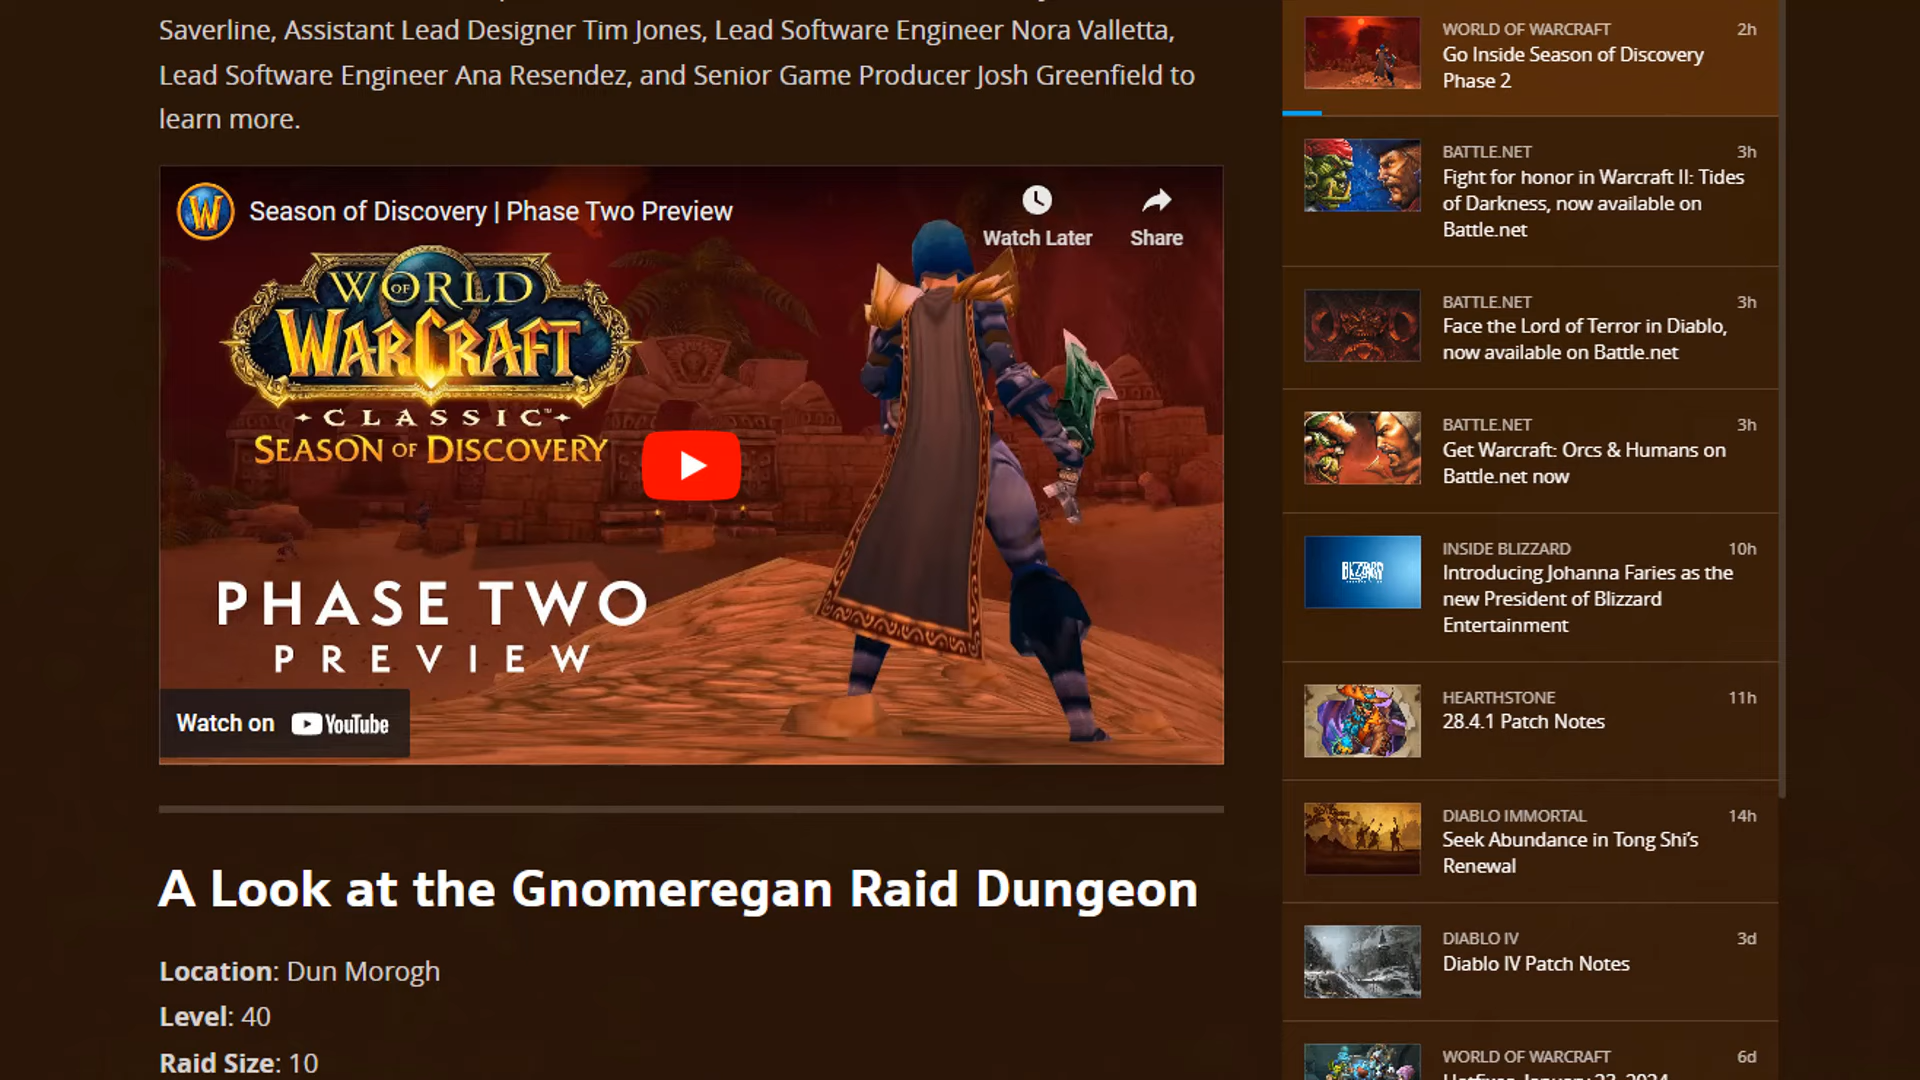 Saverline, Assistant Lead Designer Tim Jones, Lead Software Engineer Nora Valletta,
Lead Software Engineer Ana Resendez, and Senior Game Producer Josh Greenfield to
learn more.
Season of Discovery | Phase Two Preview
Watch Later
Share
WORLD OF WARCRAFT
CLASSIC™
SEASON OF DISCOVERY
PHASE TWO
PREVIEW
Watch on YouTube
A Look at the Gnomeregan Raid Dungeon
Location: Dun Morogh
Level: 40
Raid Size: 10
WORLD OF WARCRAFT 2h
Go Inside Season of Discovery
Phase 2
BATTLE.NET 3h
Fight for honor in Warcraft II: Tides
of Darkness, now available on
Battle.net
BATTLE.NET 3h
Face the Lord of Terror in Diablo,
now available on Battle.net
BATTLE.NET 3h
Get Warcraft: Orcs & Humans on
Battle.net now
INSIDE BLIZZARD 10h
BLIZZARD
Introducing Johanna Faries as the
new President of Blizzard
Entertainment
HEARTHSTONE 11h
28.4.1 Patch Notes
DIABLO IMMORTAL 14h
Seek Abundance in Tong Shi’s
Renewal
DIABLO IV 3d
Diablo IV Patch Notes
WORLD OF WARCRAFT 6d
Hotfixes: January 23, 2024